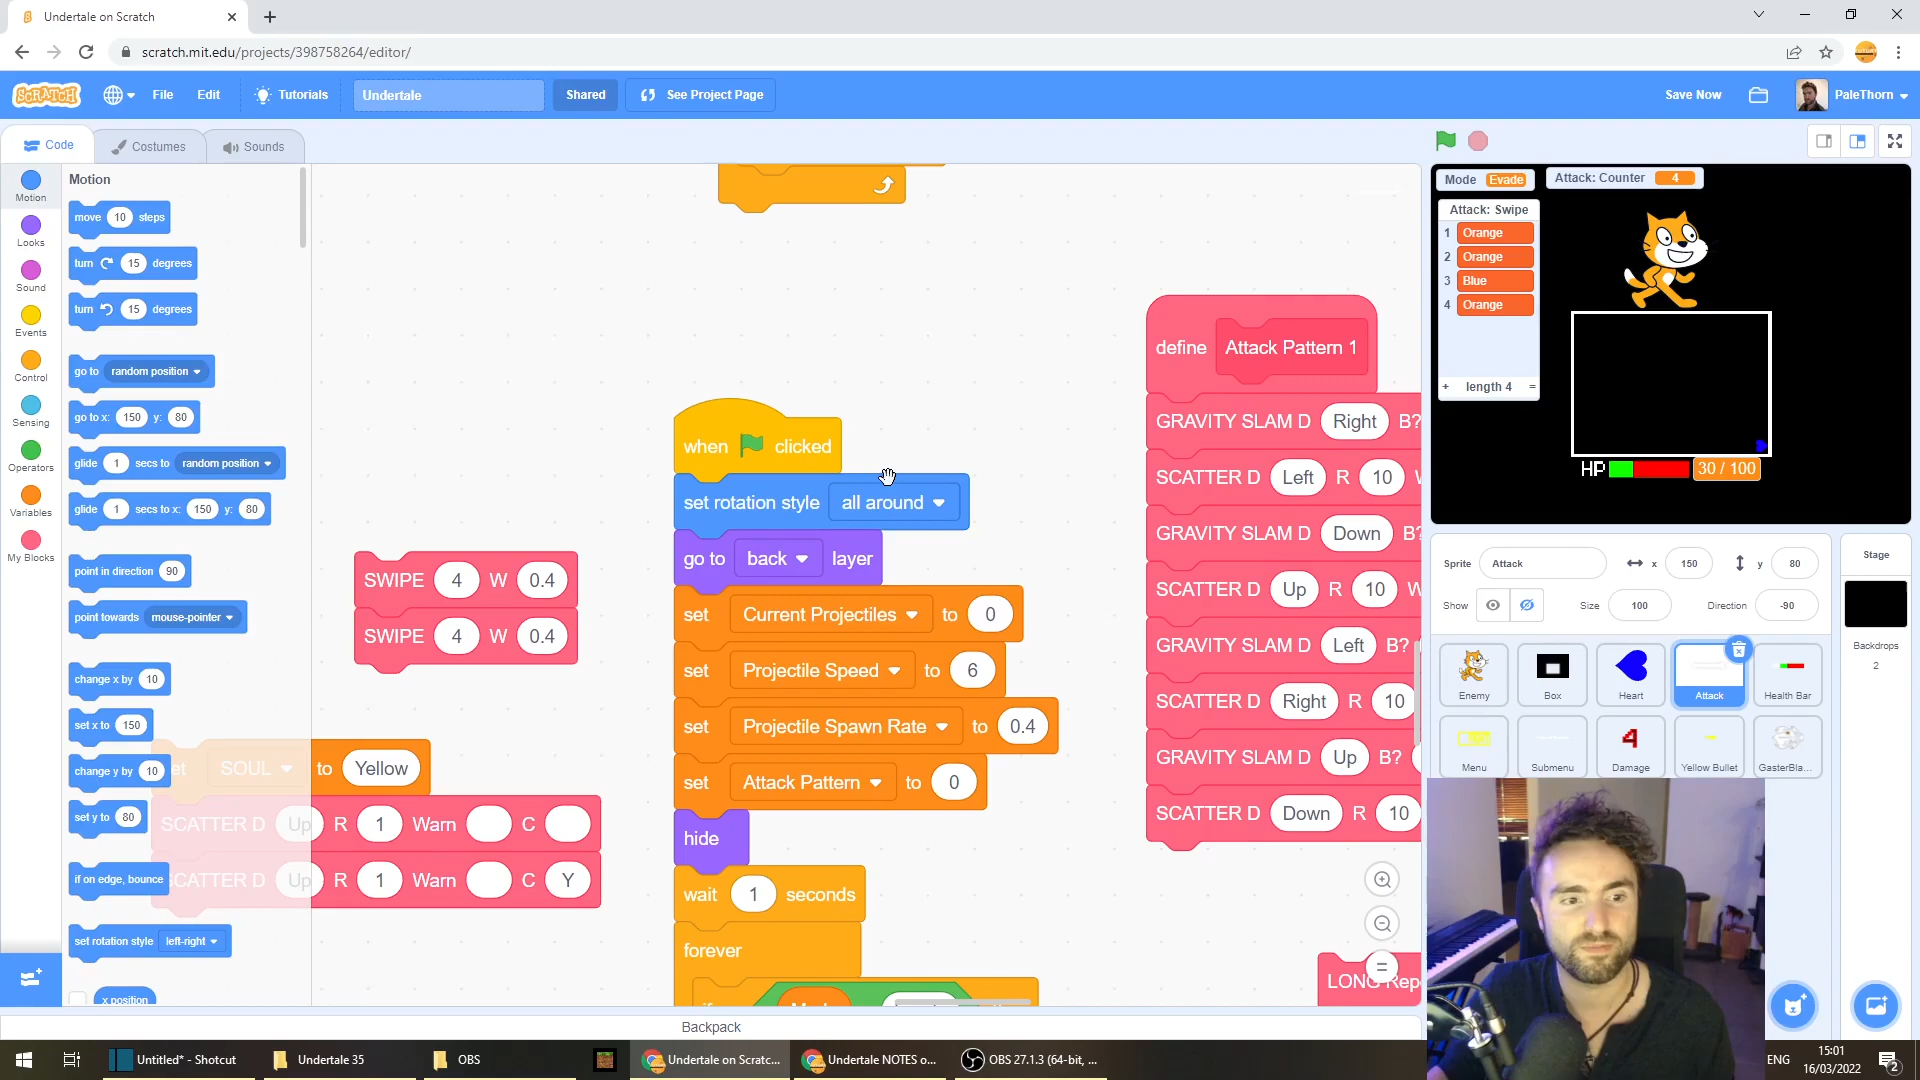 Undertale on Scratch
scratch.mit.edu/projects/398758264/editor/
SCRATCH
File
Edit
Tutorials
Undertale
Shared
See Project Page
Save Now
PaleThorn
Code
Costumes
Sounds
Motion
Looks
Sound
Events
Control
Sensing
Operators
Variables
My Blocks
Motion
move 10 steps
turn 15 degrees
turn 15 degrees
go to random position
go to x: 150 y: 80
glide 1 secs to random position
glide 1 secs to x: 150 y: 80
point in direction 90
point towards mouse-pointer
change x by 10
set x to 150
change y by 10
set y to 80
if on edge, bounce
set rotation style left-right
x position
SWIPE 4 W 0.4
SWIPE 4 W 0.4
SOUL to Yellow
SCATTER D Up R 1 Warn C
SCATTER D Up R 1 Warn C Y
when clicked
set rotation style all around
go to back layer
set Current Projectiles to 0
set Projectile Speed to 6
set Projectile Spawn Rate to 0.4
set Attack Pattern to 0
hide
wait 1 seconds
forever
define Attack Pattern 1
GRAVITY SLAM D Right B?
SCATTER D Left R 10
GRAVITY SLAM D Down B?
SCATTER D Up R 10
GRAVITY SLAM D Left B?
SCATTER D Right R 10
GRAVITY SLAM D Up B?
SCATTER D Down R 10
LONG Rep
Backpack
Mode Evade
Attack: Counter 4
Attack: Swipe
1 Orange
2 Orange
3 Blue
4 Orange
+ length 4 =
HP 30 / 100
Sprite Attack x 150 y 80
Show Size 100 Direction -90
Enemy
Box
Heart
Attack
Health Bar
Menu
Submenu
4
Damage
Yellow Bullet
GasterBla...
Stage
Backdrops
2
Untitled* - Shotcut
Undertale 35
OBS
Undertale on Scratc...
Undertale NOTES o...
OBS 27.1.3 (64-bit, ...
ENG
15:01
16/03/2022
2